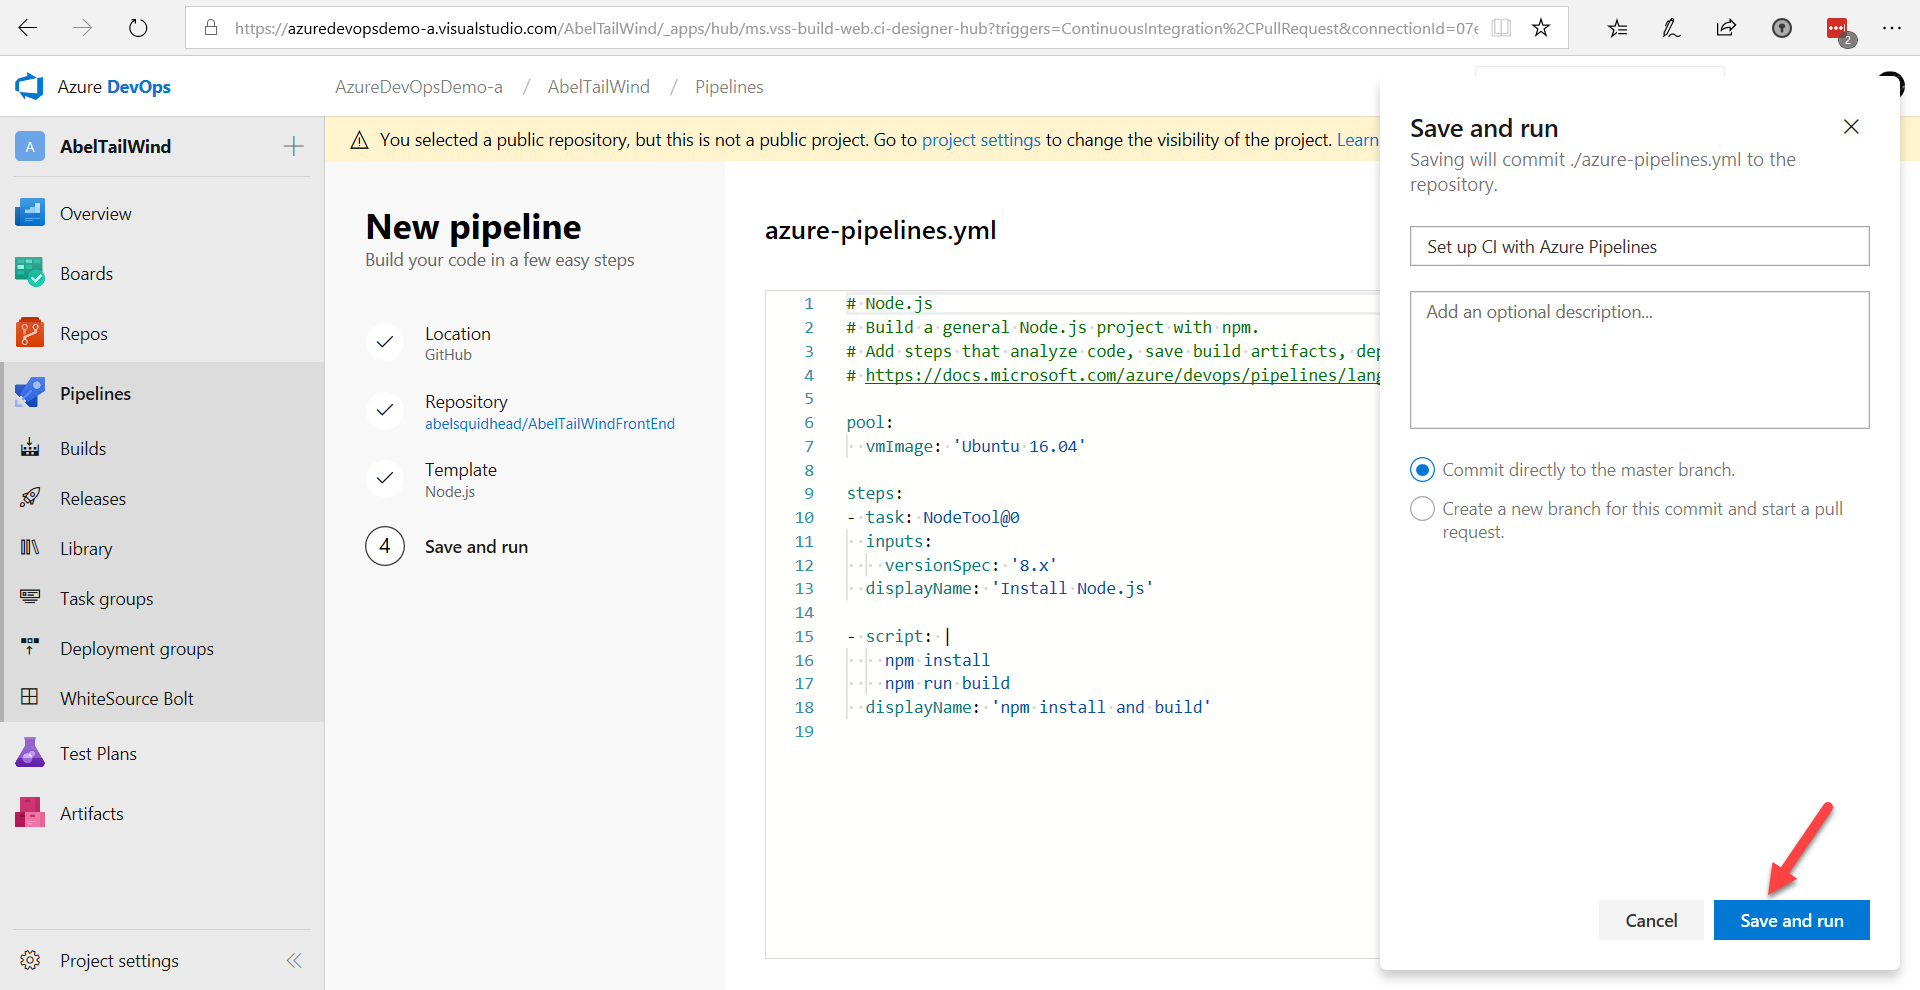 https://azuredevopsdemo-a.visualstudio.com/AbelTailWind/_apps/hub/ms.vss-build-web.ci-designer-hub?triggers=ContinuousIntegration%2CPullRequest&connectionId=07e
2
Azure DevOps
AzureDevOpsDemo-a / AbelTailWind / Pipelines
A AbelTailWind
Overview
Boards
Repos
Pipelines
Builds
Releases
Library
Task groups
Deployment groups
WhiteSource Bolt
Test Plans
Artifacts
Project settings
You selected a public repository, but this is not a public project. Go to project settings to change the visibility of the project. Learn
New pipeline
Build your code in a few easy steps
Location
GitHub
Repository
abelsquidhead/AbelTailWindFrontEnd
Template
Node.js
4 Save and run
azure-pipelines.yml
1 # Node.js
2 # Build a general Node.js project with npm.
3 # Add steps that analyze code, save build artifacts, dep
4 # https://docs.microsoft.com/azure/devops/pipelines/lang
5
6 pool:
7 vmImage: 'Ubuntu 16.04'
8
9 steps:
10 - task: NodeTool@0
11 inputs:
12 versionSpec: '8.x'
13 displayName: 'Install Node.js'
14
15 - script: |
16 npm install
17 npm run build
18 displayName: 'npm install and build'
19
Save and run
Saving will commit ./azure-pipelines.yml to the
repository.
Set up CI with Azure Pipelines
Add an optional description...
Commit directly to the master branch.
Create a new branch for this commit and start a pull
request.
Cancel
Save and run